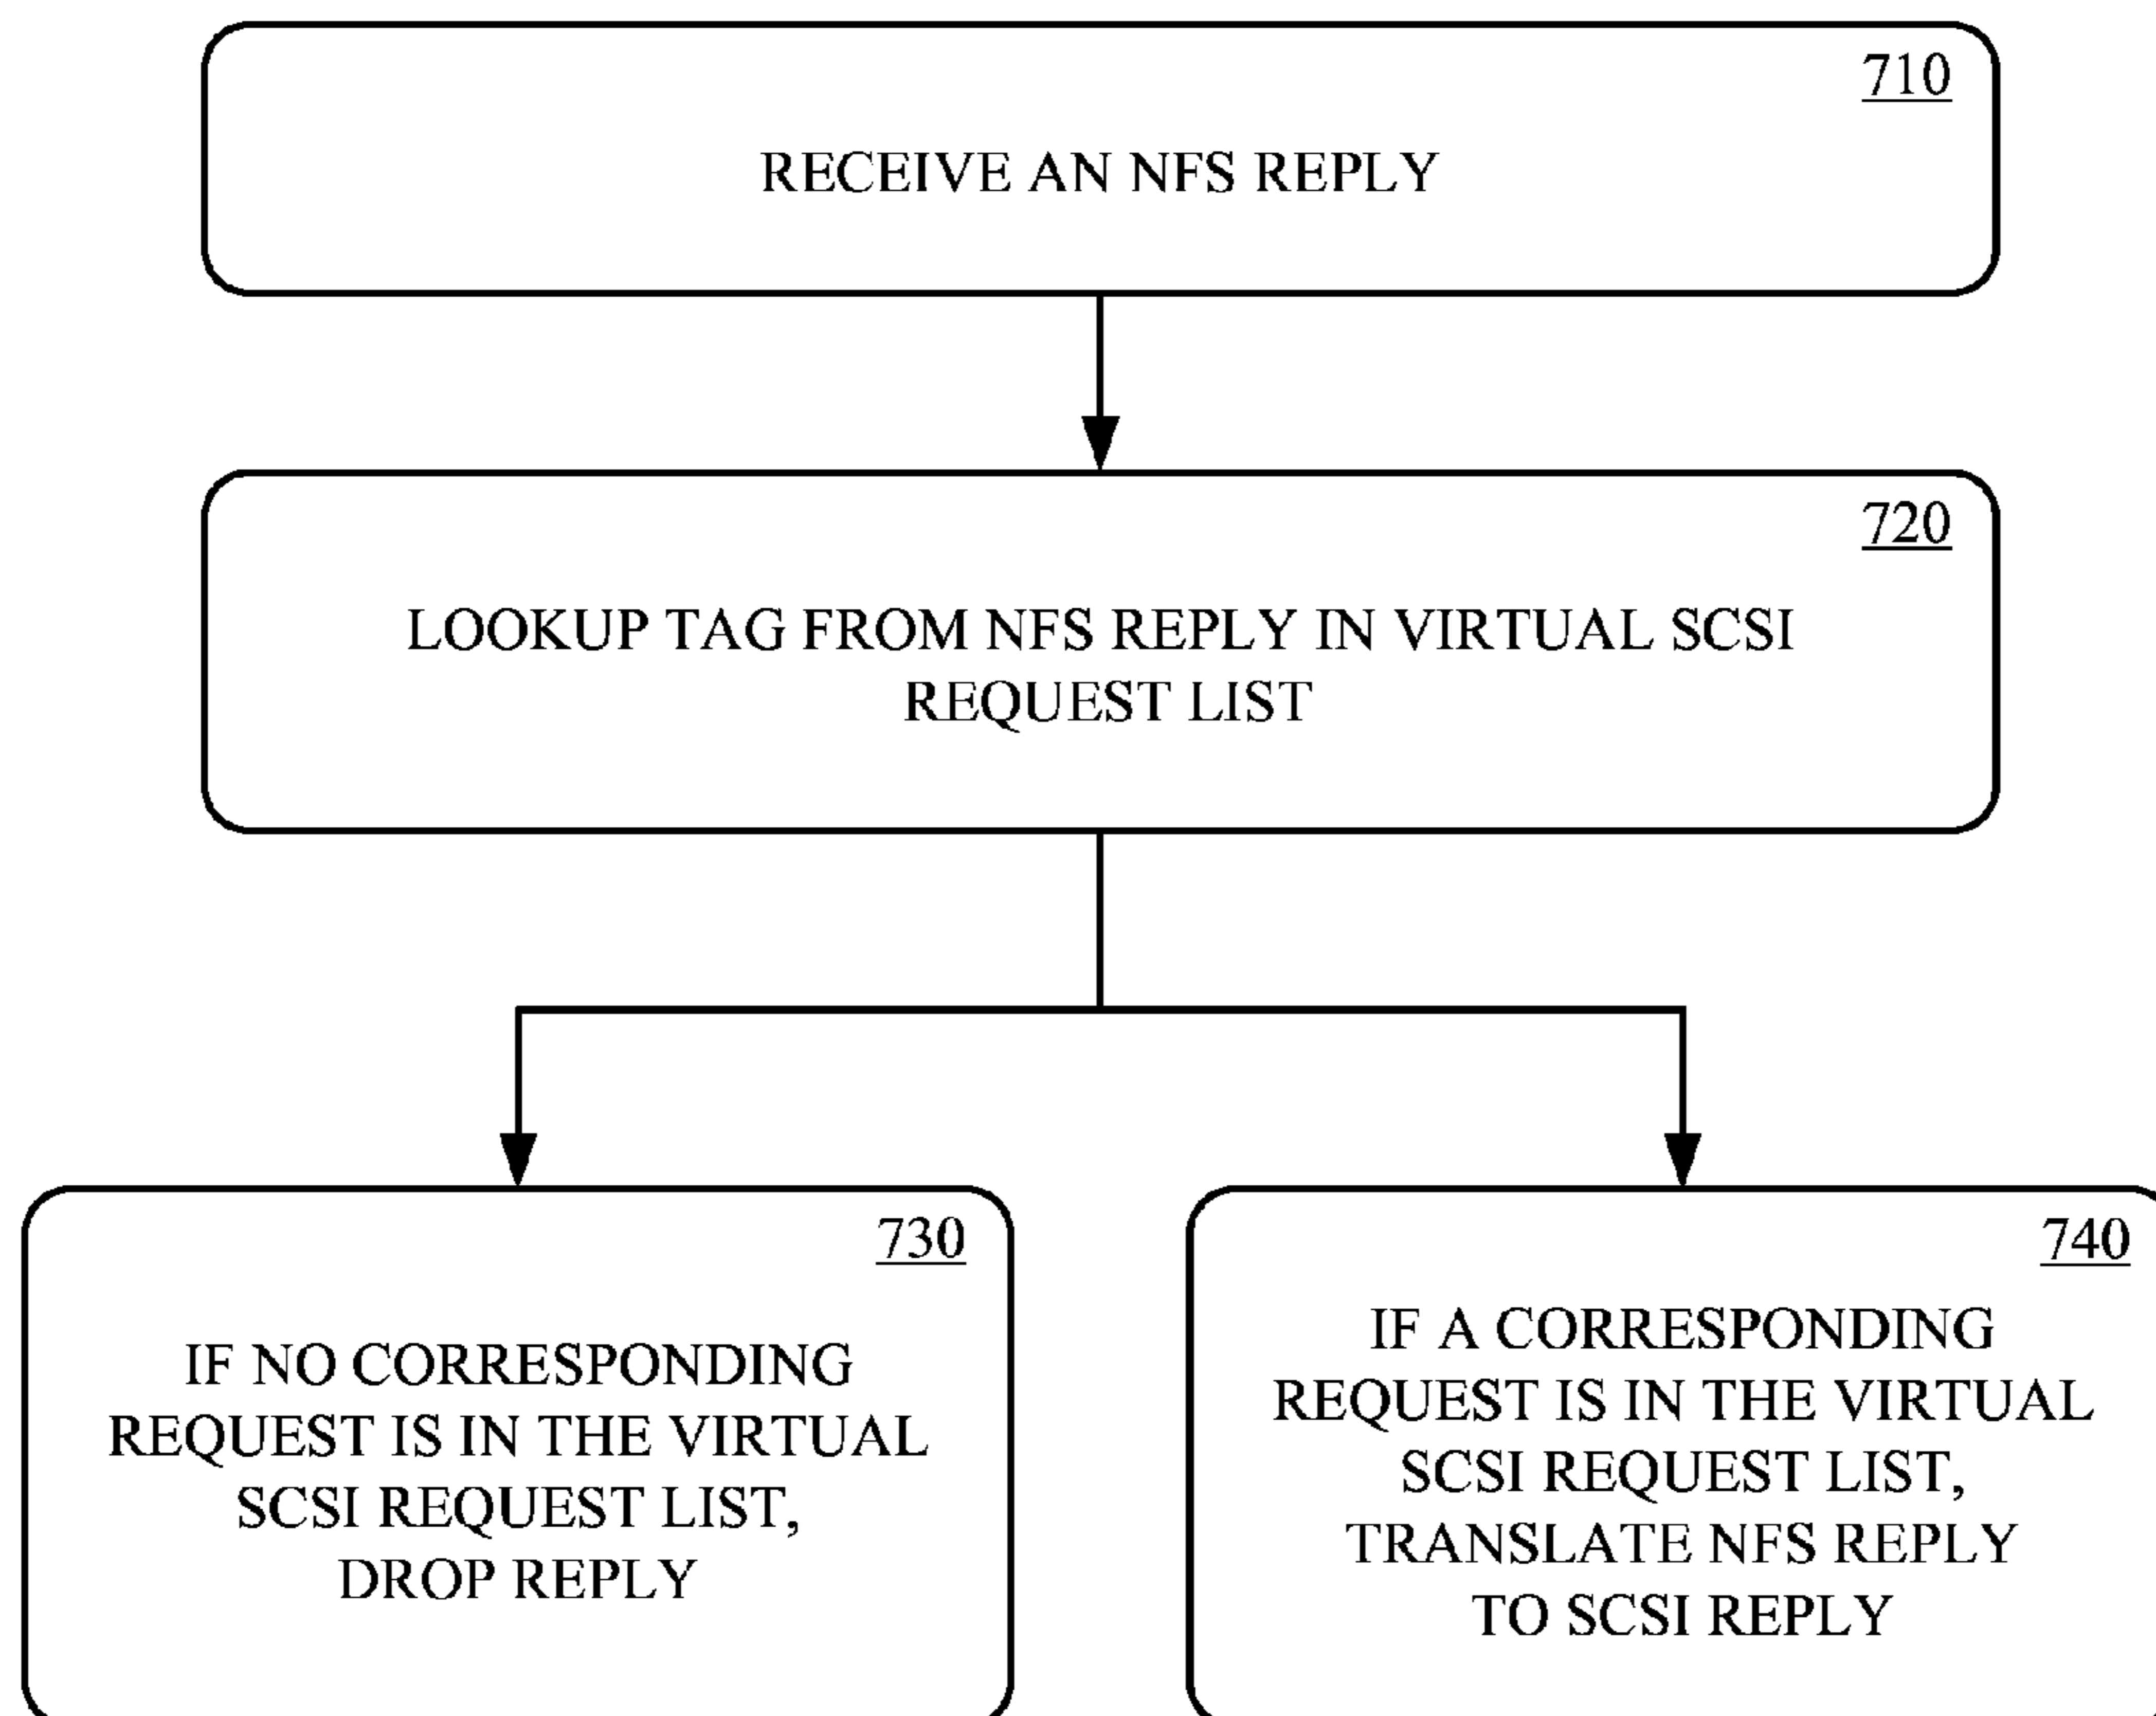 710
RECEIVE AN NFS REPLY
720
LOOKUP TAG FROM NFS REPLY IN VIRTUAL SCSI
REQUEST LIST
730
IF NO CORRESPONDING
REQUEST IS IN THE VIRTUAL
SCSI REQUEST LIST,
DROP REPLY
740
IF A CORRESPONDING
REQUEST IS IN THE VIRTUAL
SCSI REQUEST LIST,
TRANSLATE NFS REPLY
TO SCSI REPLY